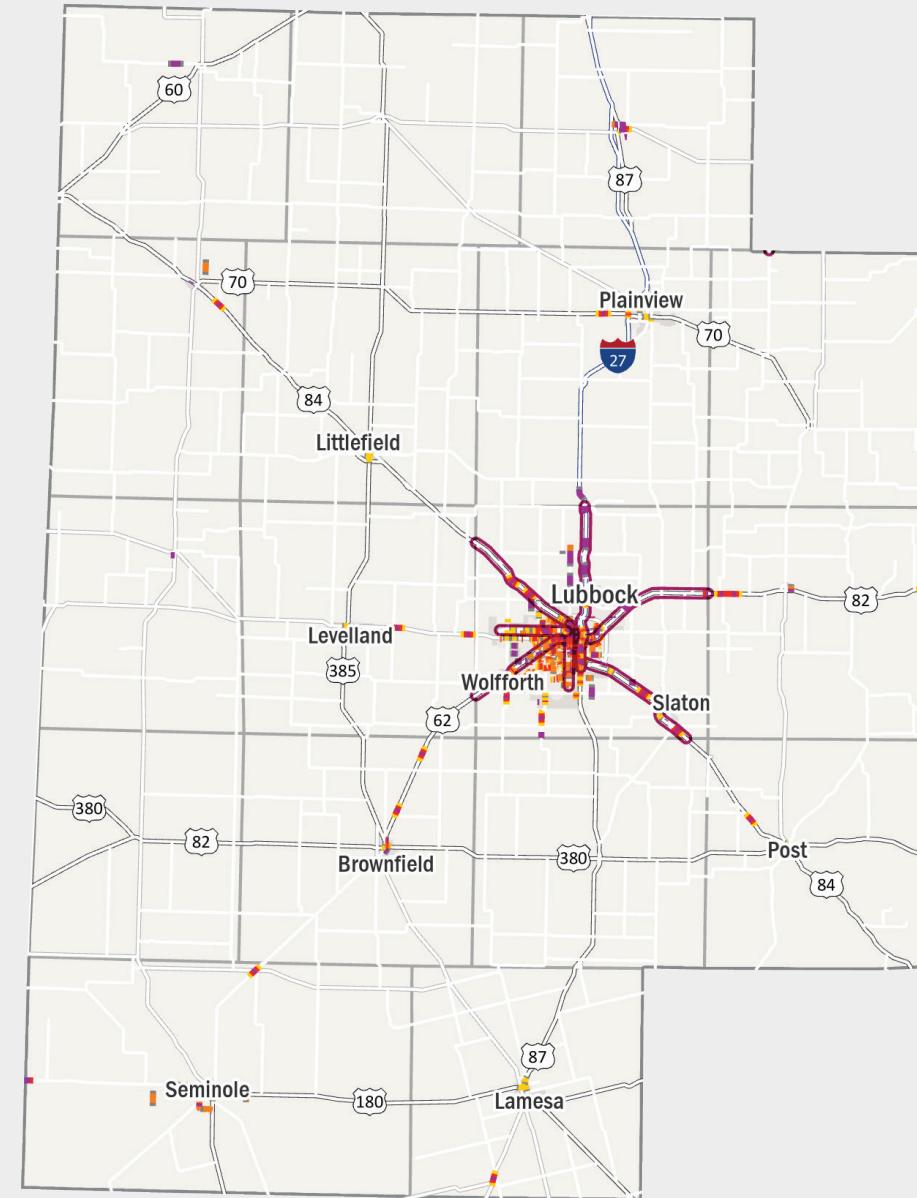 60
87
70
Plainview
70
27
84
Littlefield
Lubbock
82
Levelland
385
Wolfforth
Slaton
62
380
82
380
Brownfield
Post
84
87
Seminole
180
Lamesa